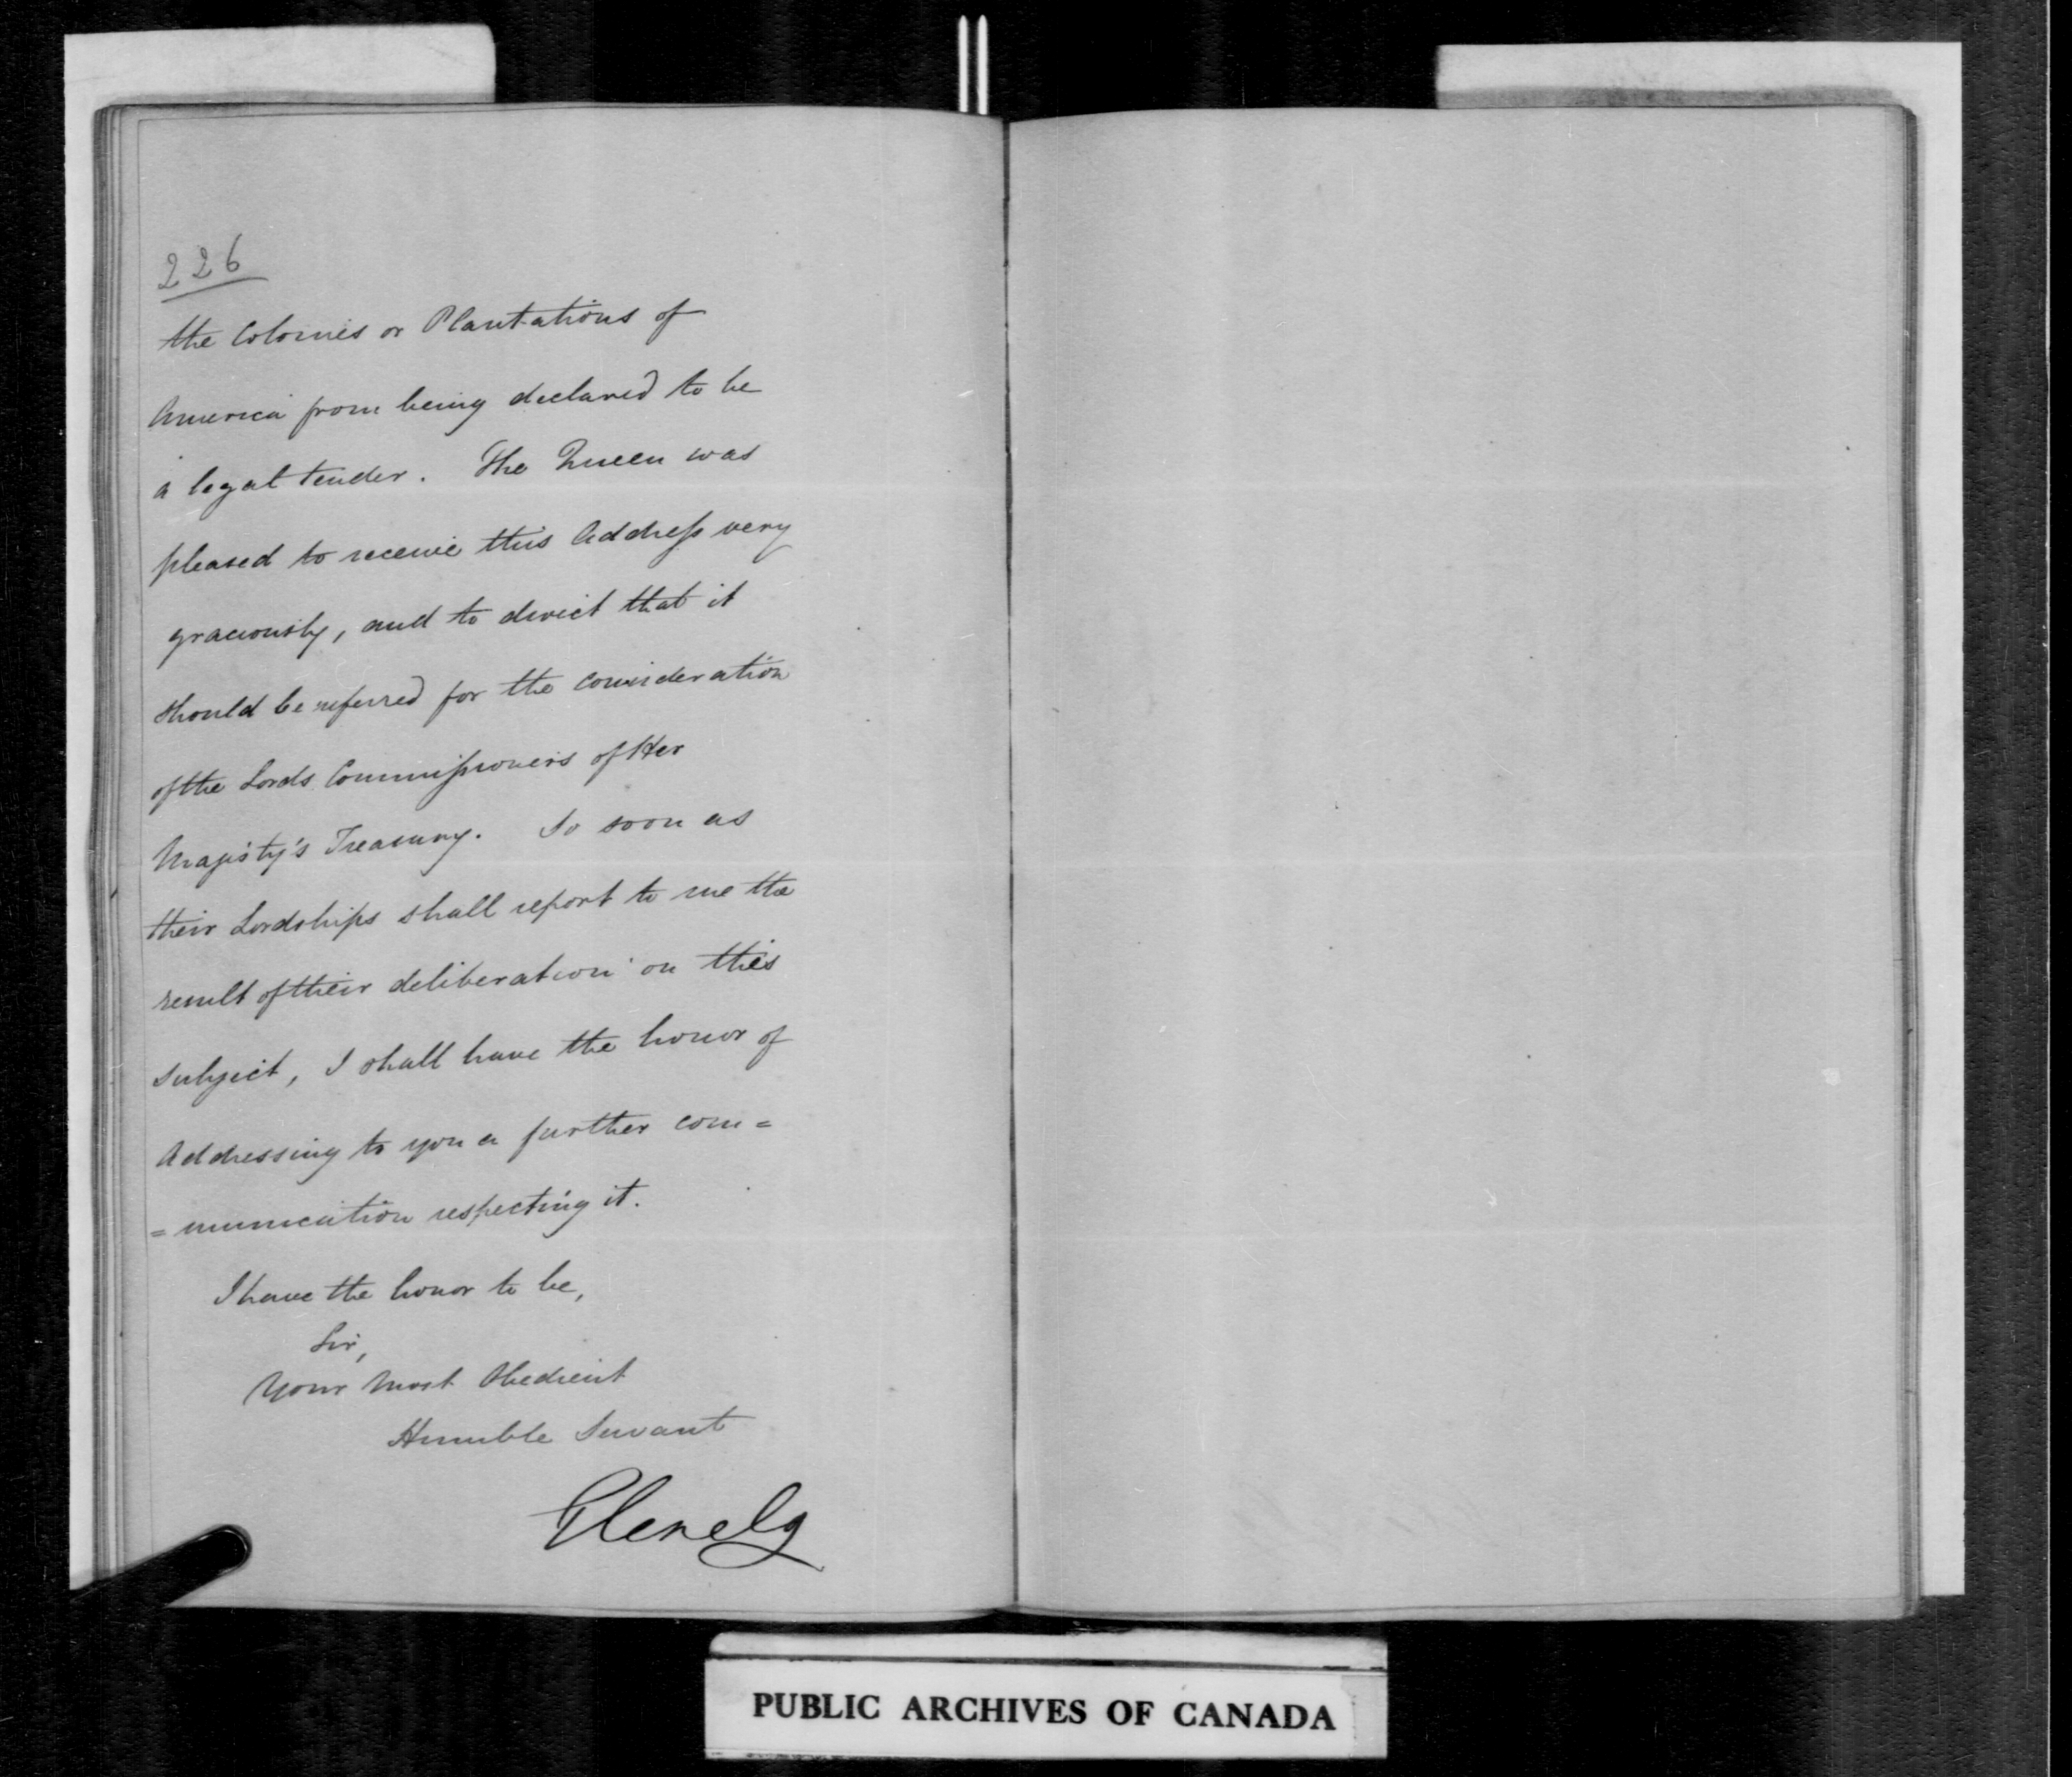 226
the Colonies or Plantations of
America from being declared to be
a legal tender. The Queen was
pleased to receive this Address very
graciously, and to direct that it
should be referred for the consideration
of the Lords Commissioners of Her
Majesty's Treasury. So soon as
their Lordships shall report to me the
result of their deliberation on this
subject, I shall have the honor of
Addressing to you a further com=
=munication respecting it.
I have the honor to be,
Sir,
Your Most Obedient
Humble Servant
Glenelg
PUBLIC ARCHIVES OF CANADA